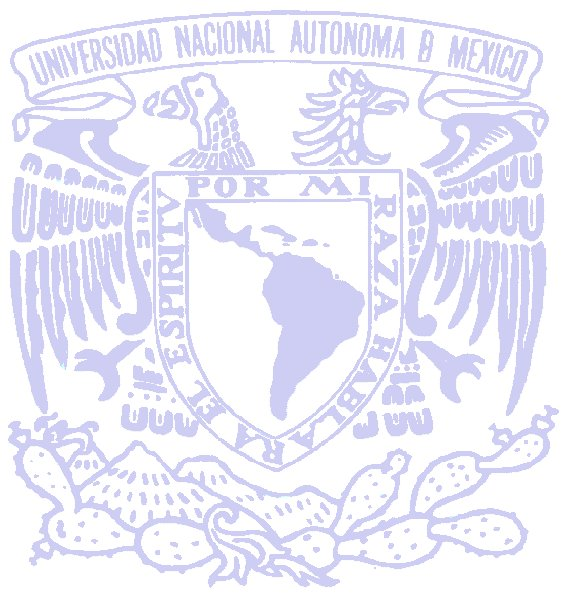 UNIVERSIDAD NACIONAL AUTONOMA D MEXICO
POR MI
RAZA HABLARA EL ESPIRITU